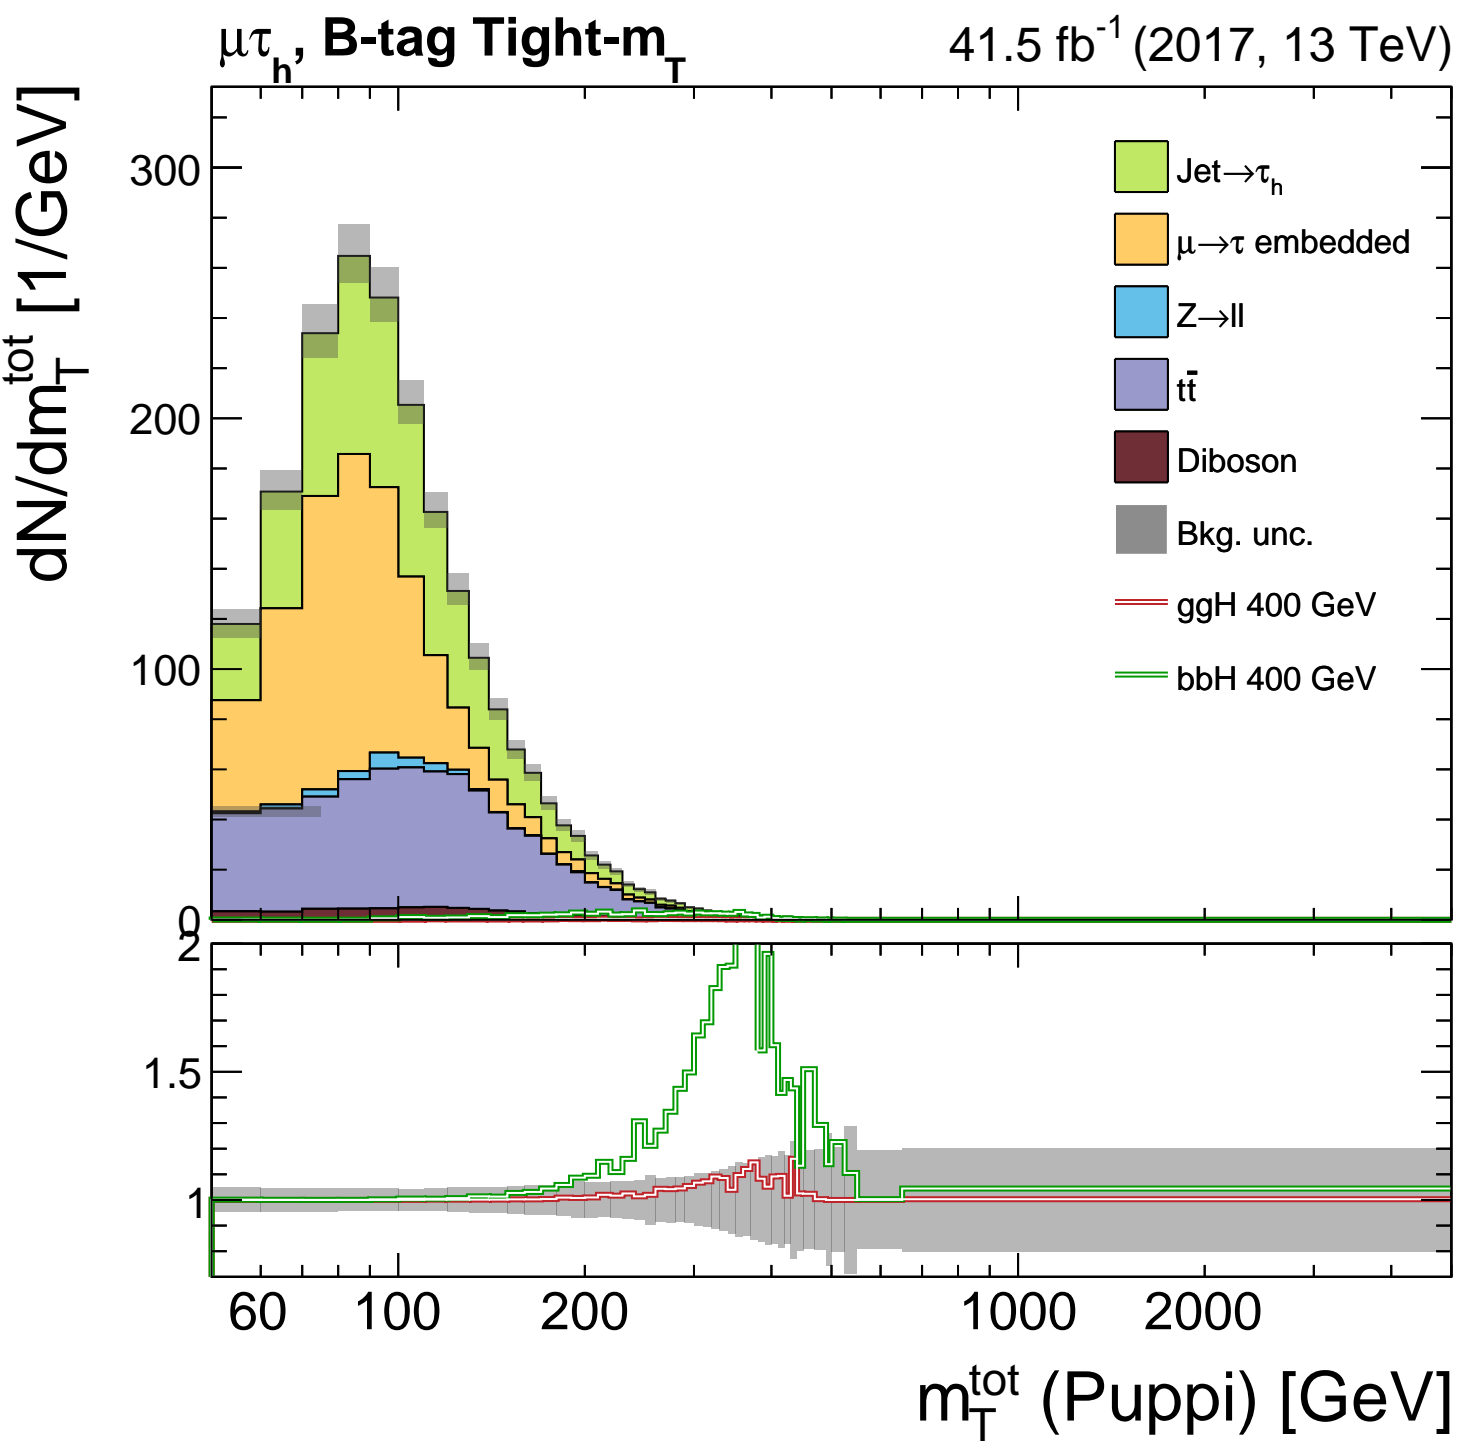 μτh, B-tag Tight-mT
41.5 fb-1 (2017, 13 TeV)
dN/dmTtot [1/GeV]
300
200
100
0
Jet→τh
μ→τ embedded
Z→ll
tt̄
Diboson
Bkg. unc.
ggH 400 GeV
bbH 400 GeV
2
1.5
1
60 100 200 1000 2000
mTtot (Puppi) [GeV]